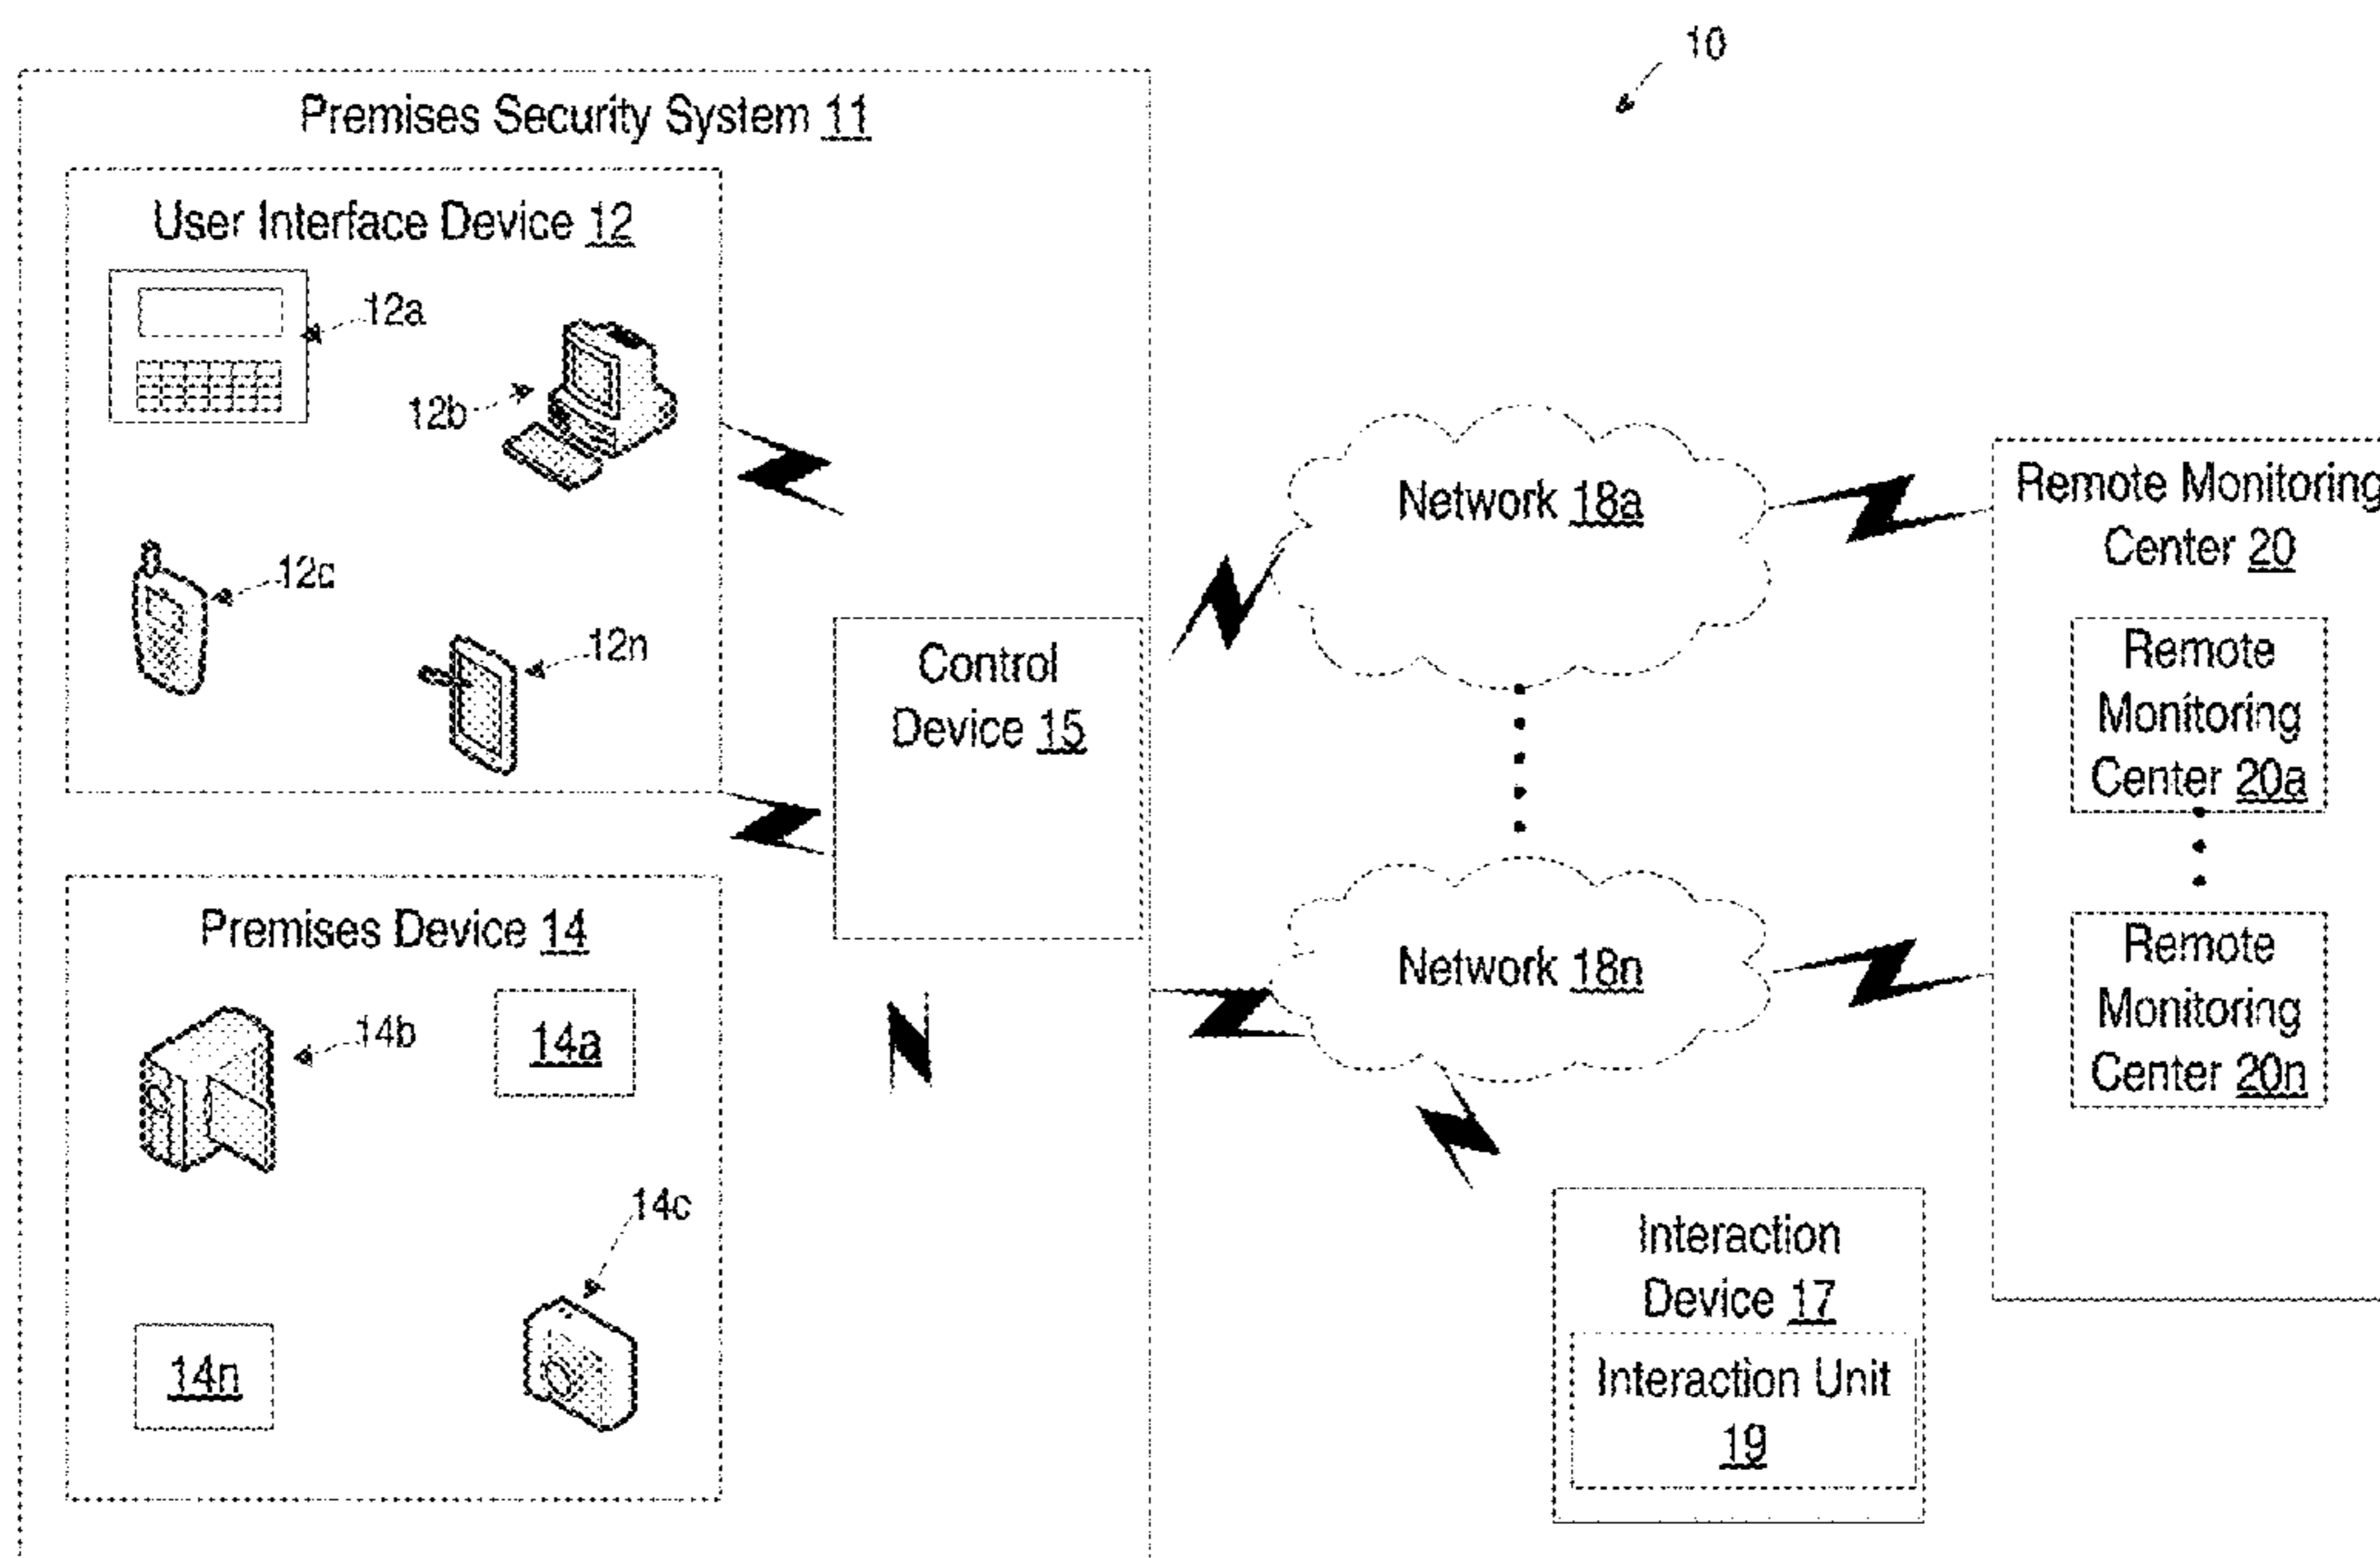 10
Premises Security System 11
User Interface Device 12
12a
12b
12c
12n
Control
Device 15
Premises Device 14
14b
14a
14c
14n
Network 18a
Network 18n
Interaction
Device 17
Interaction Unit
19
Remote Monitoring
Center 20
Remote
Monitoring
Center 20a
Remote
Monitoring
Center 20n